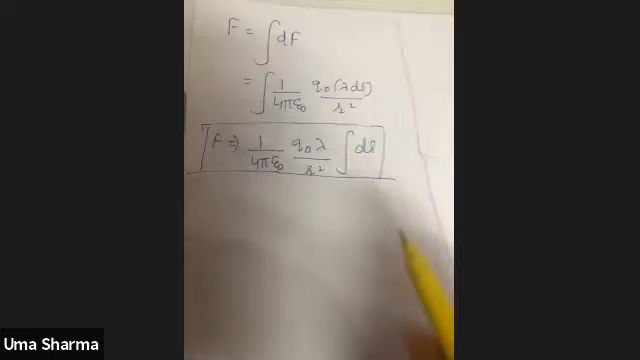 F = ∫ dF
= ∫ 1/4πε₀ q₀(λdl)/r²
F ⇒ 1/4πε₀ q₀λ/r² ∫ dl
Uma Sharma